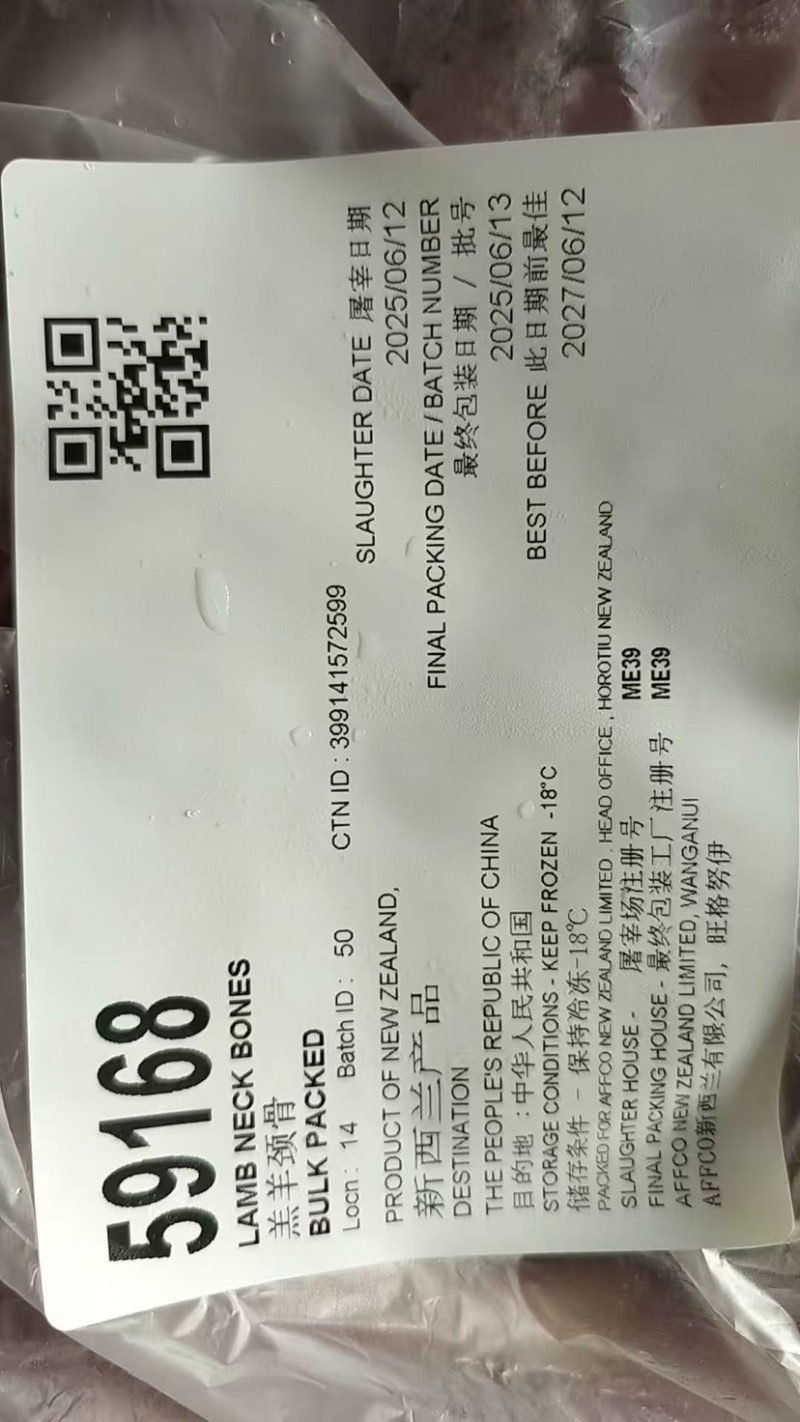 59168
LAMB NECK BONES
羔羊颈骨
BULK PACKED
Locn : 14 Batch ID : 50 CTN ID : 399141572599
PRODUCT OF NEW ZEALAND,
新西兰产品
DESTINATION
THE PEOPLE'S REPUBLIC OF CHINA
目的地 :中华人民共和国
STORAGE CONDITIONS - KEEP FROZEN -18°C
储存条件 - 保持冷冻-18℃
PACKED FOR AFFCO NEW ZEALAND LIMITED . HEAD OFFICE , HOROTIU NEW ZEALAND
SLAUGHTER HOUSE - 屠宰场注册号 ME39
FINAL PACKING HOUSE - 最终包装工厂注册号 ME39
AFFCO NEW ZEALAND LIMITED, WANGANUI
AFFCO新西兰有限公司, 旺格努伊
SLAUGHTER DATE 屠宰日期
2025/06/12
FINAL PACKING DATE / BATCH NUMBER
最终包装日期 / 批号
2025/06/13
BEST BEFORE 此日期前最佳
2027/06/12